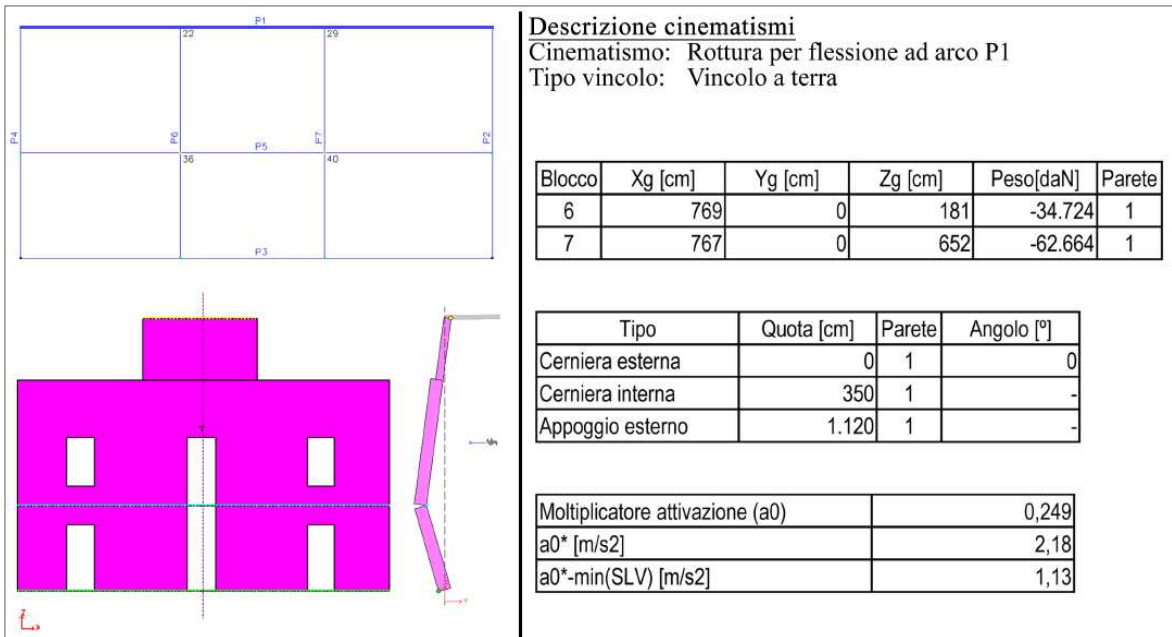 P1
22 29
P4 P6 P7 P2
P5
36 40
P3
Z
x
Descrizione cinematismi
Cinematismo: Rottura per flessione ad arco P1
Tipo vincolo: Vincolo a terra
Blocco Xg [cm] Yg [cm] Zg [cm] Peso[daN] Parete
6 769 0 181 -34.724 1
7 767 0 652 -62.664 1
Tipo Quota [cm] Parete Angolo [º]
Cerniera esterna 0 1 0
Cerniera interna 350 1 -
Appoggio esterno 1.120 1 -
Moltiplicatore attivazione (a0) 0,249
a0* [m/s2] 2,18
a0*-min(SLV) [m/s2] 1,13